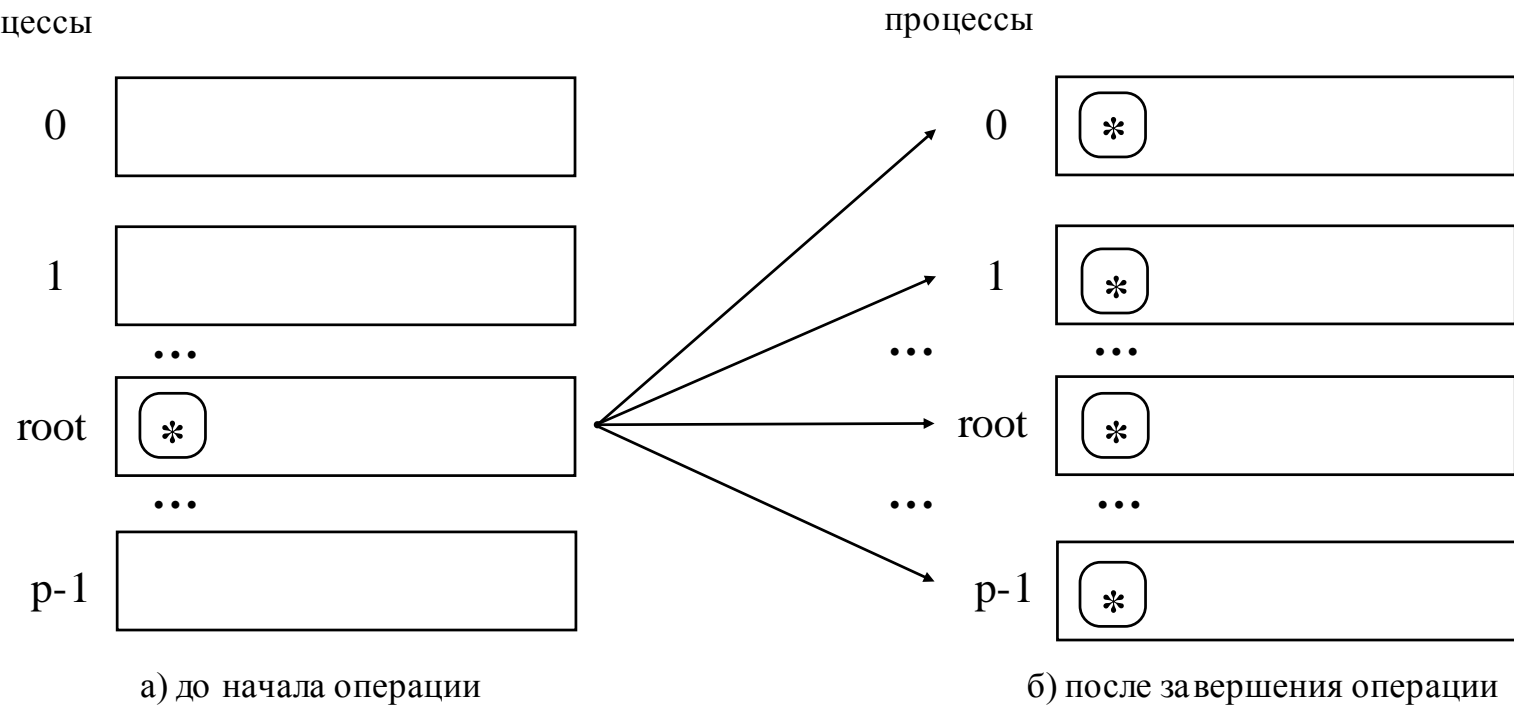 цессы
процессы
0
0
*
1
1
*
...
...
...
root
*
root
*
...
...
...
p-1
p-1
*
а) до начала операции
б) после завершения операции